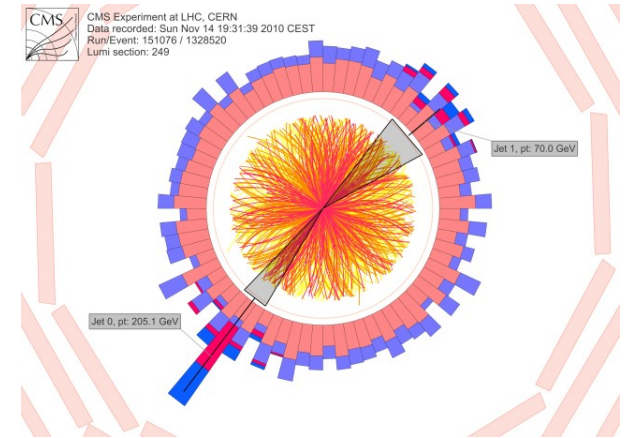 CMS
CMS Experiment at LHC, CERN
Data recorded: Sun Nov 14 19:31:39 2010 CEST
Run/Event: 151076 / 1328520
Lumi section: 249
Jet 1, pt: 70.0 GeV
Jet 0, pt: 205.1 GeV